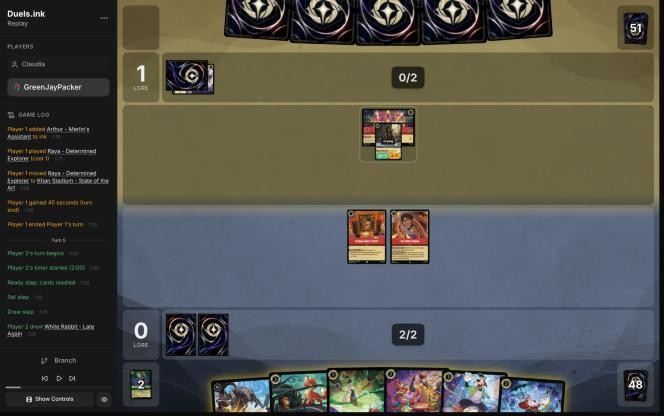 Duels.ink
Replay
PLAYERS
Claudia
GreenJayPacker
GAME LOG
Player 1 added Arthur - Merlin's
Assistant to ink
Player 1 played Raya - Determined
Explorer (cost 1)
Player 1 moved Raya - Determined
Explorer to Khan Stadium - State of the
Art
Player 1 gained 45 seconds (turn
end)
Player 1 ended Player 1's turn
Turn 5
Player 2's turn begins
Player 2's timer started (2:00)
Ready step: cards readied
Set step
Draw step
Player 2 drew White Rabbit - Late
Again
Branch
Show Controls
51
1
LORE
0/2
0
LORE
2/2
2
48